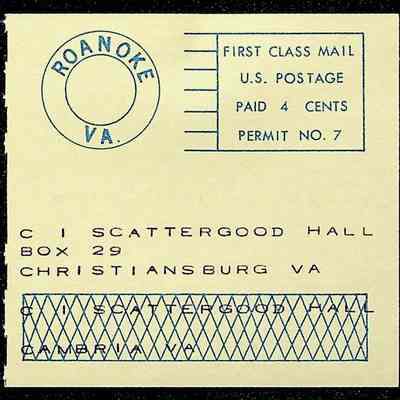 ROANOKE
VA.
FIRST CLASS MAIL
U.S. POSTAGE
PAID 4 CENTS
PERMIT NO. 7
C I SCATTERGOOD HALL
BOX 29
CHRISTIANSBURG VA
C I SCATTERGOOD HALL
CAMBRIA VA